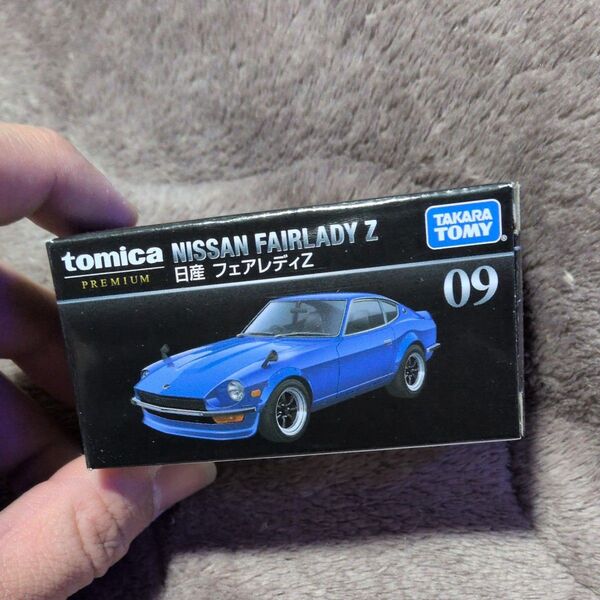 tomica
PREMIUM
NISSAN FAIRLADY Z
日産 フェアレディZ
TAKARA
TOMY
09